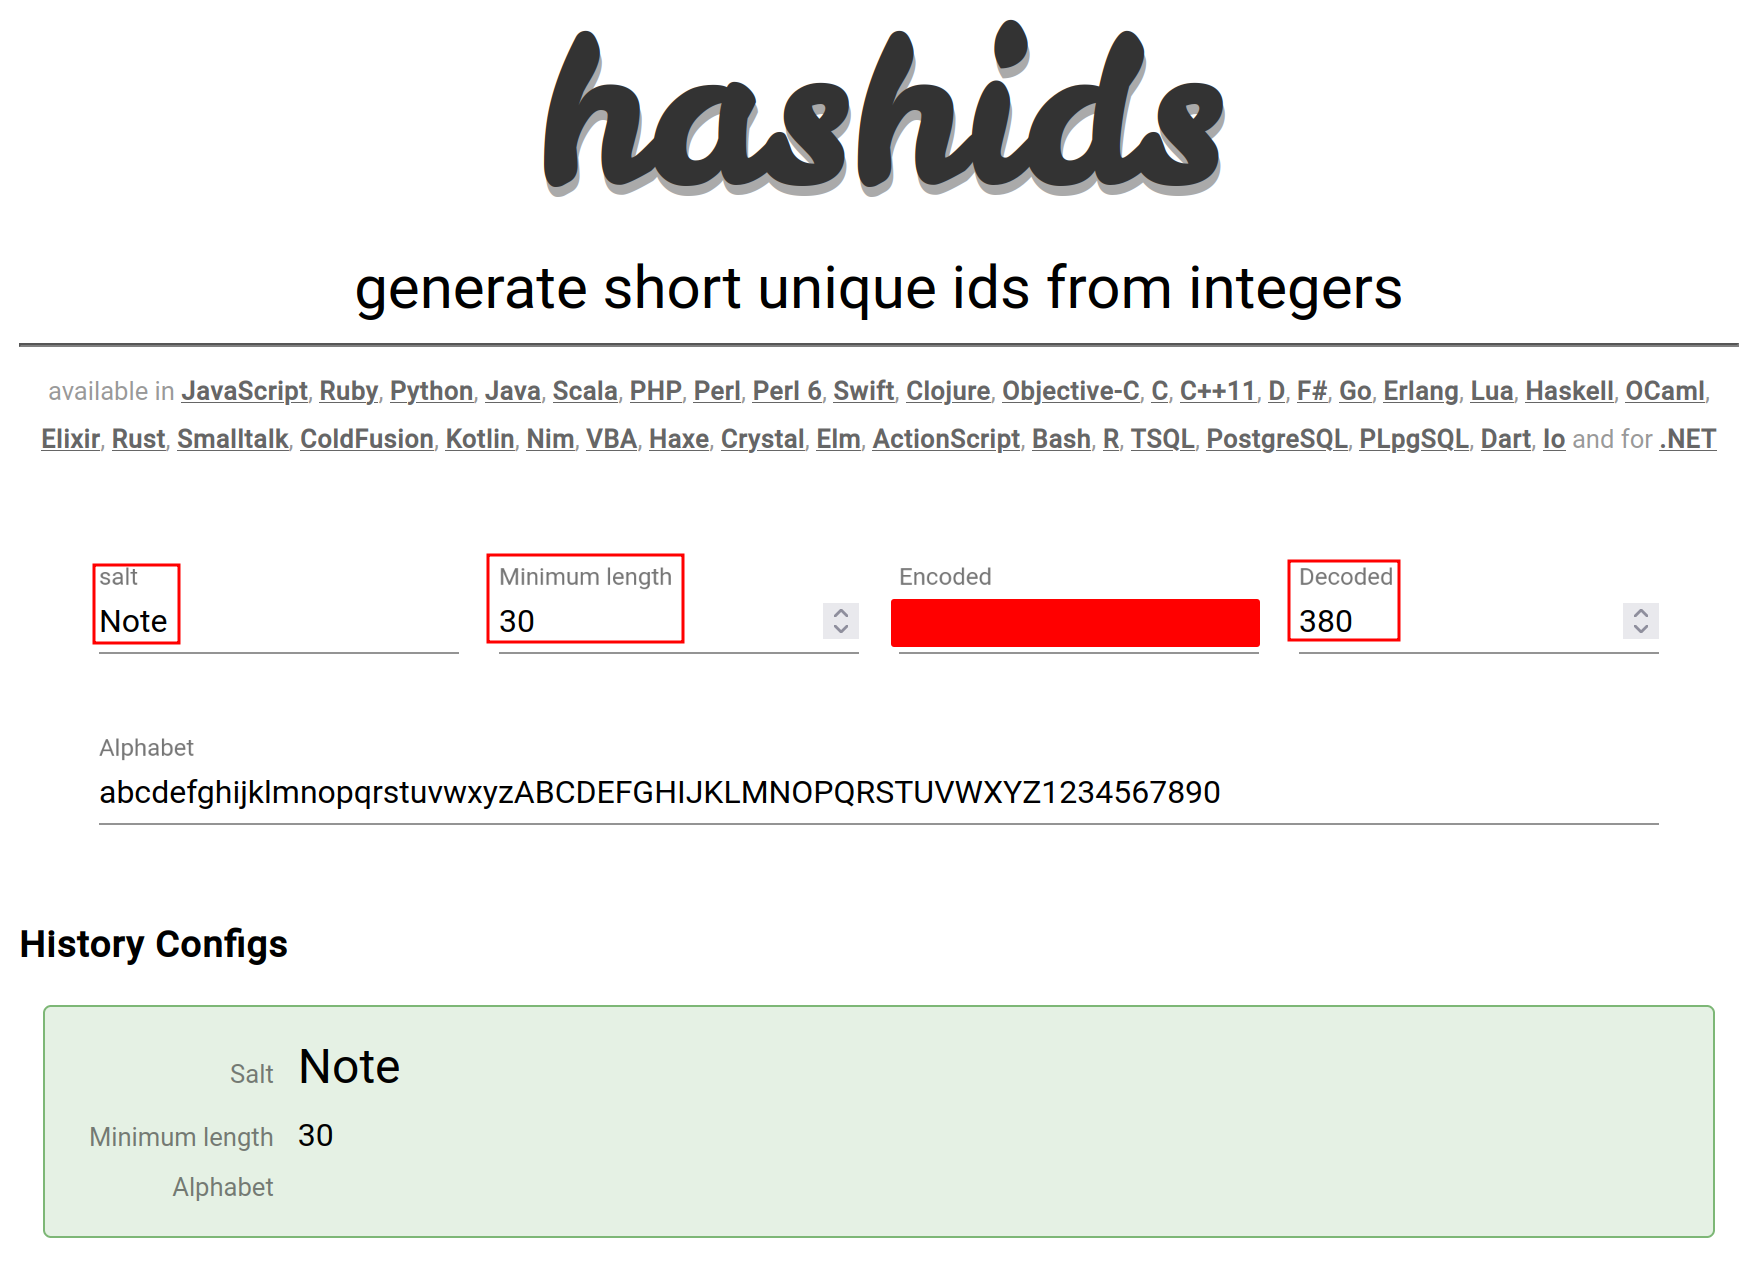 hashids
generate short unique ids from integers
available in JavaScript, Ruby, Python, Java, Scala, PHP, Perl, Perl 6, Swift, Clojure, Objective-C, C, C++11, D, F#, Go, Erlang, Lua, Haskell, OCaml,
Elixir, Rust, Smalltalk, ColdFusion, Kotlin, Nim, VBA, Haxe, Crystal, Elm, ActionScript, Bash, R, TSQL, PostgreSQL, PLpgSQL, Dart, Io and for .NET
salt Minimum length Encoded Decoded
Note 30 380
Alphabet
abcdefghijklmnopqrstuvwxyzABCDEFGHIJKLMNOPQRSTUVWXYZ1234567890
History Configs
Salt Note
Minimum length 30
Alphabet